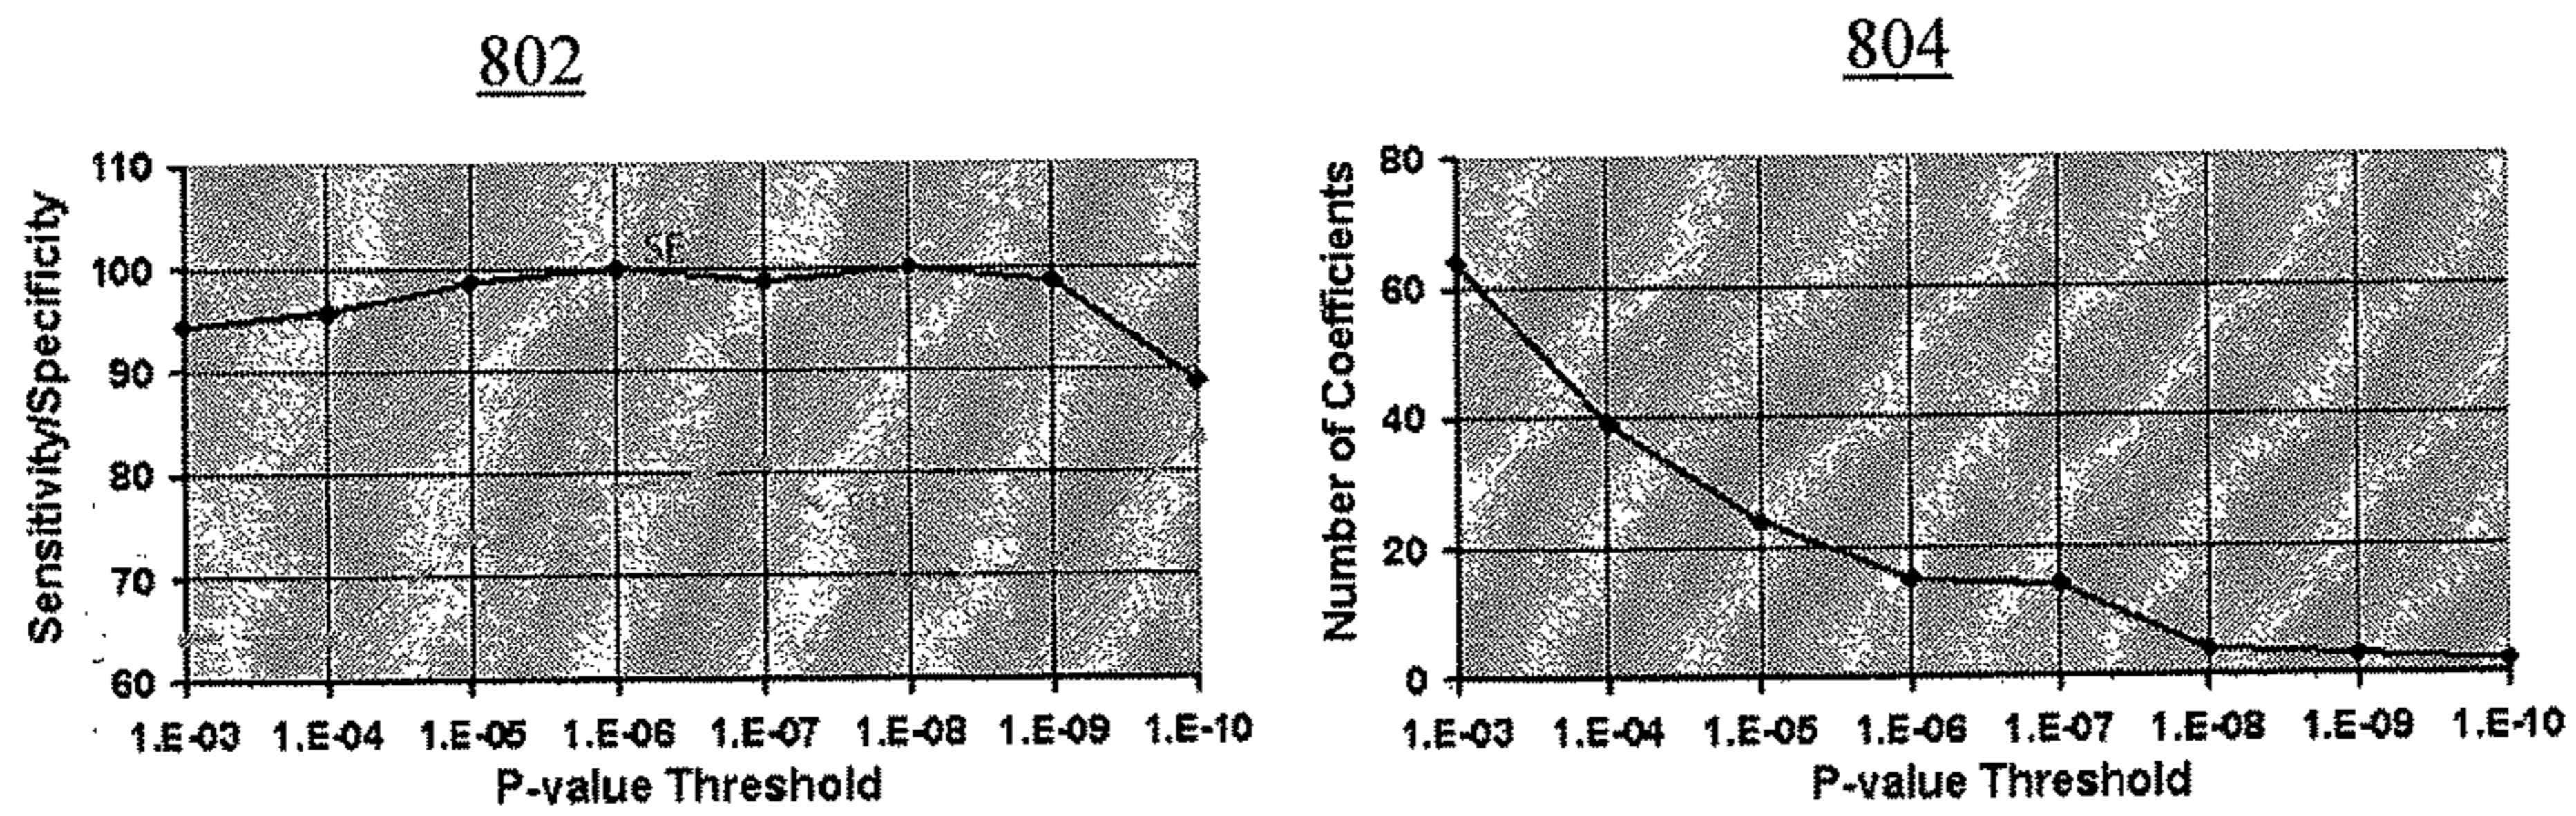 802
110
100
90
80
70
60
Sensitivity/Specificity
SE
1.E-03 1.E-04 1.E-05 1.E-06 1.E-07 1.E-08 1.E-09 1.E-10
P-value Threshold
804
80
60
40
20
0
Number of Coefficients
1.E-03 1.E-04 1.E-05 1.E-06 1.E-07 1.E-08 1.E-09 1.E-10
P-value Threshold